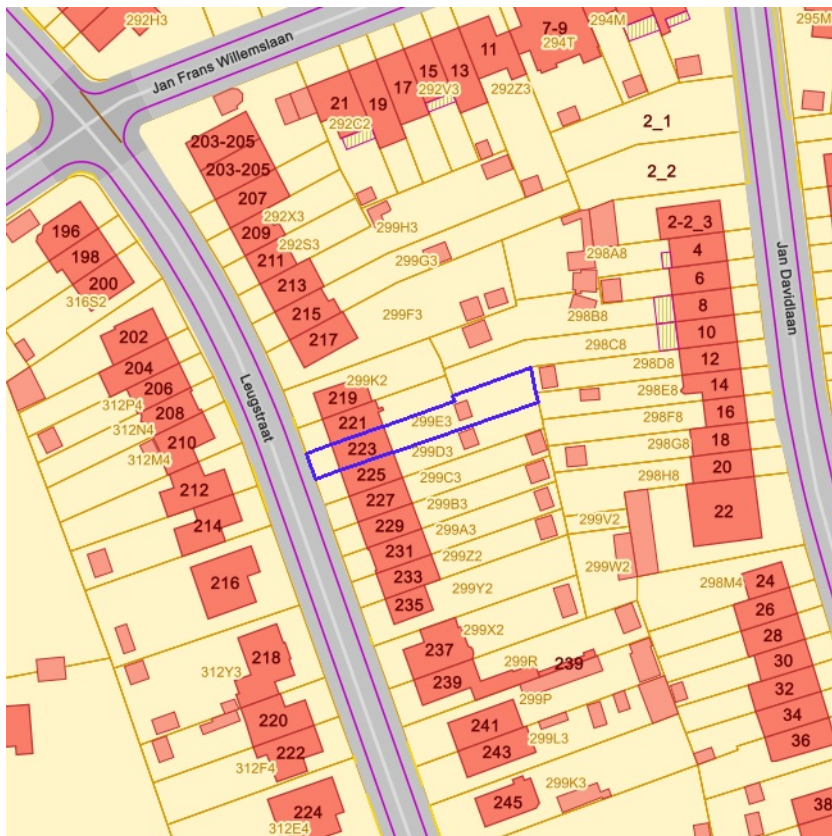 292H3
Jan Frans Willemslaan
7-9
294T
294M
295M
11
13
15
17
19
21
292V3
292Z3
292C2
203-205
203-205
207
292X3
209
292S3
211
213
215
217
299H3
299G3
299F3
2_1
2_2
2-2_3
4
6
8
10
12
14
16
18
20
22
298A8
298B8
298C8
298D8
298E8
298F8
298G8
298H8
Jan Davidlaan
196
198
200
316S2
202
204
206
208
210
212
214
216
312P4
312N4
312M4
Leugstraat
299K2
219
221
223
225
227
229
231
233
235
299E3
299D3
299C3
299B3
299A3
299Z2
299Y2
299V2
299W2
298M4
24
26
28
30
32
34
36
38
299X2
237
239
299R
239
299P
241
243
299L3
299K3
245
218
312Y3
220
222
312F4
224
312E4